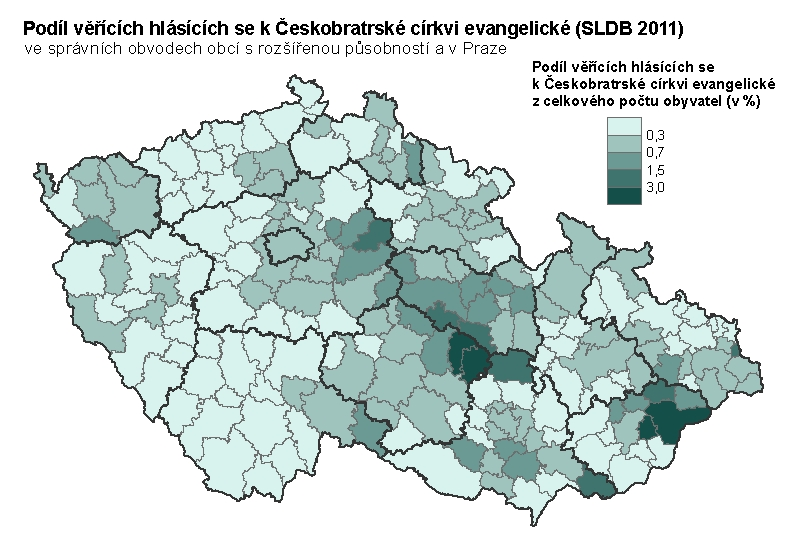 Podíl věřících hlásících se k Českobratrské církvi evangelické (SLDB 2011)
ve správních obvodech obcí s rozšířenou působností a v Praze
Podíl věřících hlásících se
k Českobratrské církvi evangelické
z celkového počtu obyvatel (v %)
0,3
0,7
1,5
3,0